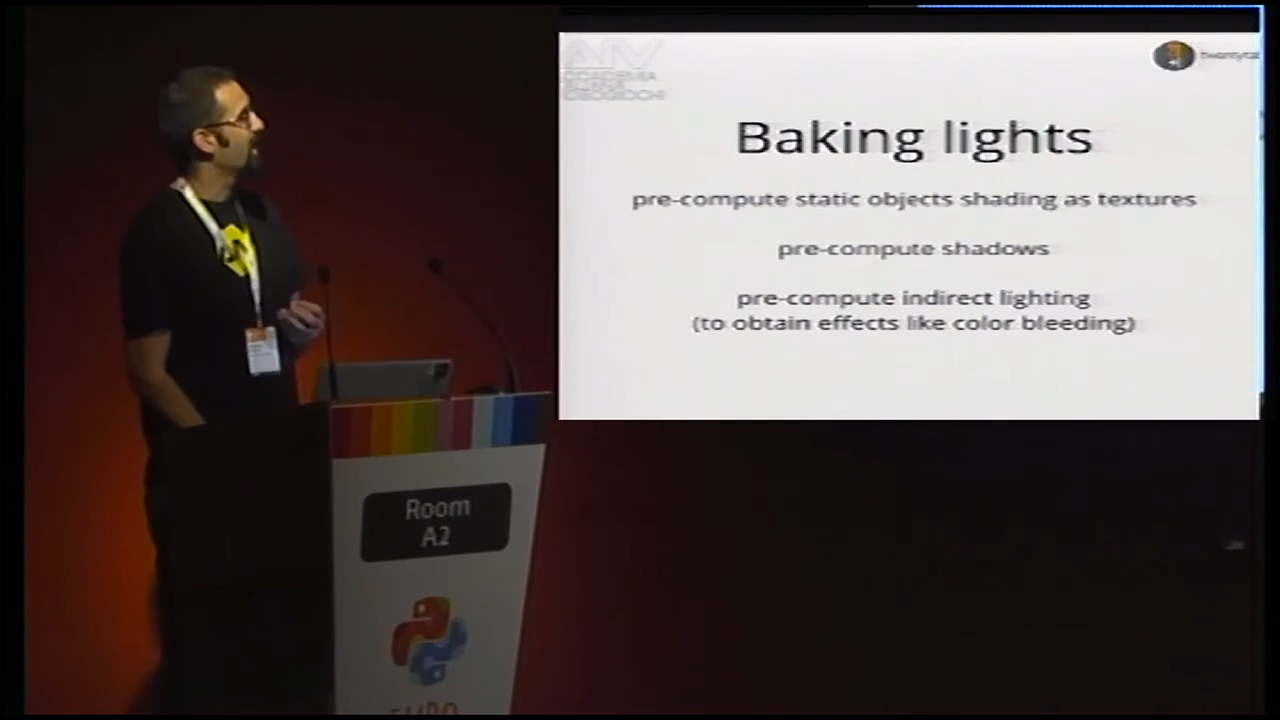 Baking lights
pre-compute static objects shading as textures
pre-compute shadows
pre-compute indirect lighting
(to obtain effects like color bleeding)
Room
A2